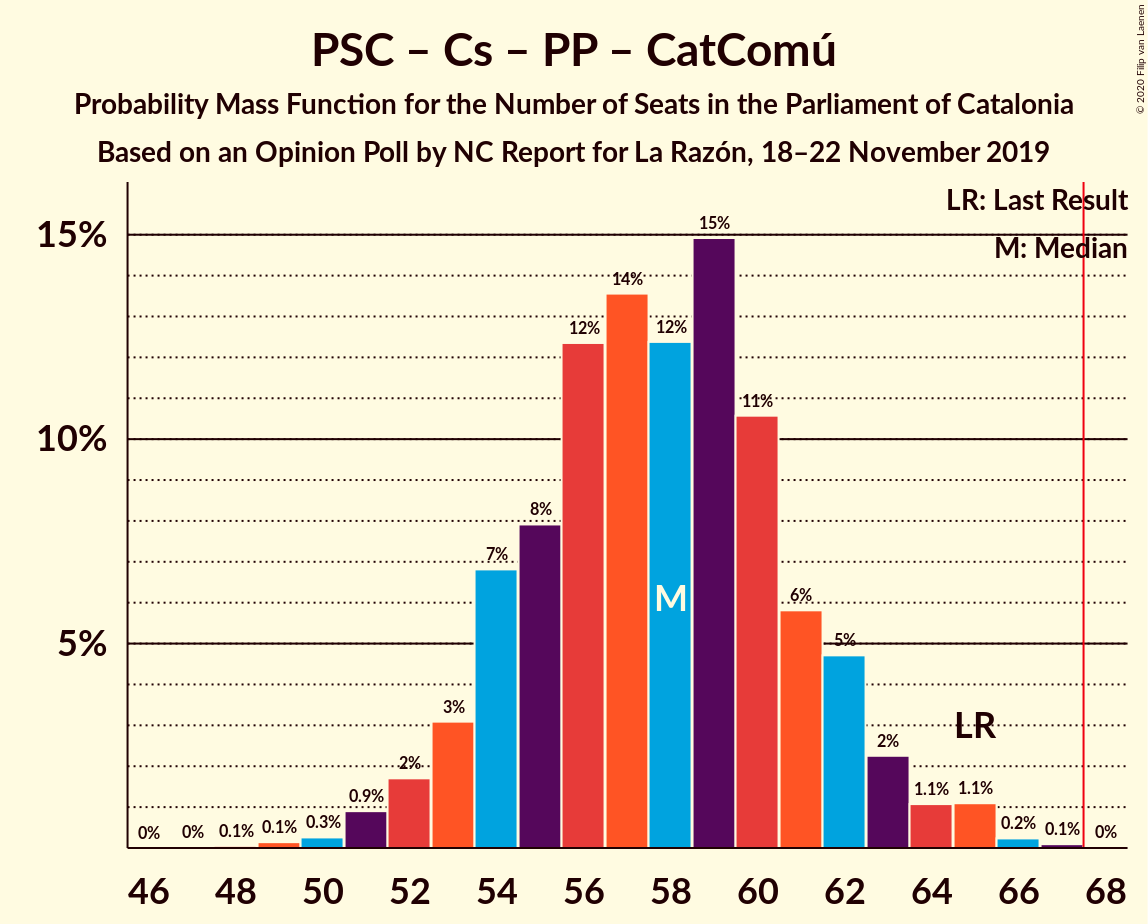 PSC – Cs – PP – CatComú
Probability Mass Function for the Number of Seats in the Parliament of Catalonia
Based on an Opinion Poll by NC Report for La Razón, 18–22 November 2019
© 2020 Filip van Laenen
LR: Last Result
M: Median
15%
10%
5%
0%
0%
0.1%
0.1%
0.3%
0.9%
2%
3%
7%
8%
12%
14%
12%
15%
11%
6%
5%
2%
1.1%
1.1%
0.2%
0.1%
0%
M
LR
46 48 50 52 54 56 58 60 62 64 66 68